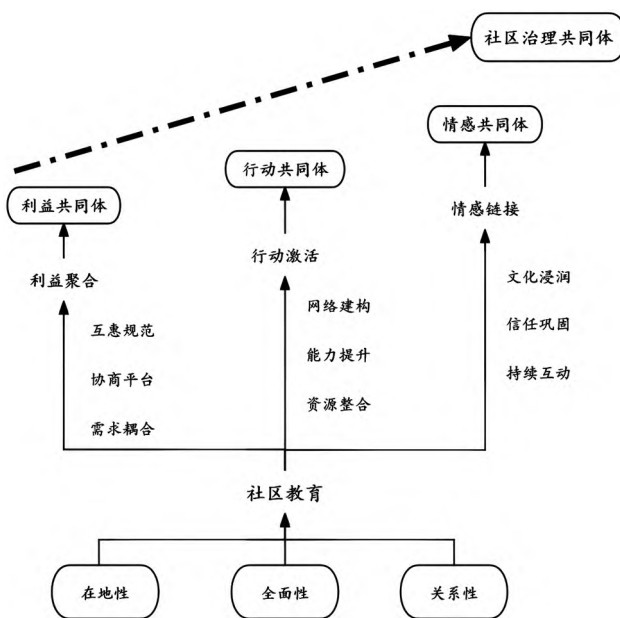 社区治理共同体
情感共同体
行动共同体
利益共同体
情感链接
行动激活
利益聚合
文化浸润
信任巩固
持续互动
网络建构
能力提升
资源整合
互惠规范
协商平台
需求耦合
社区教育
在地性
全面性
关系性